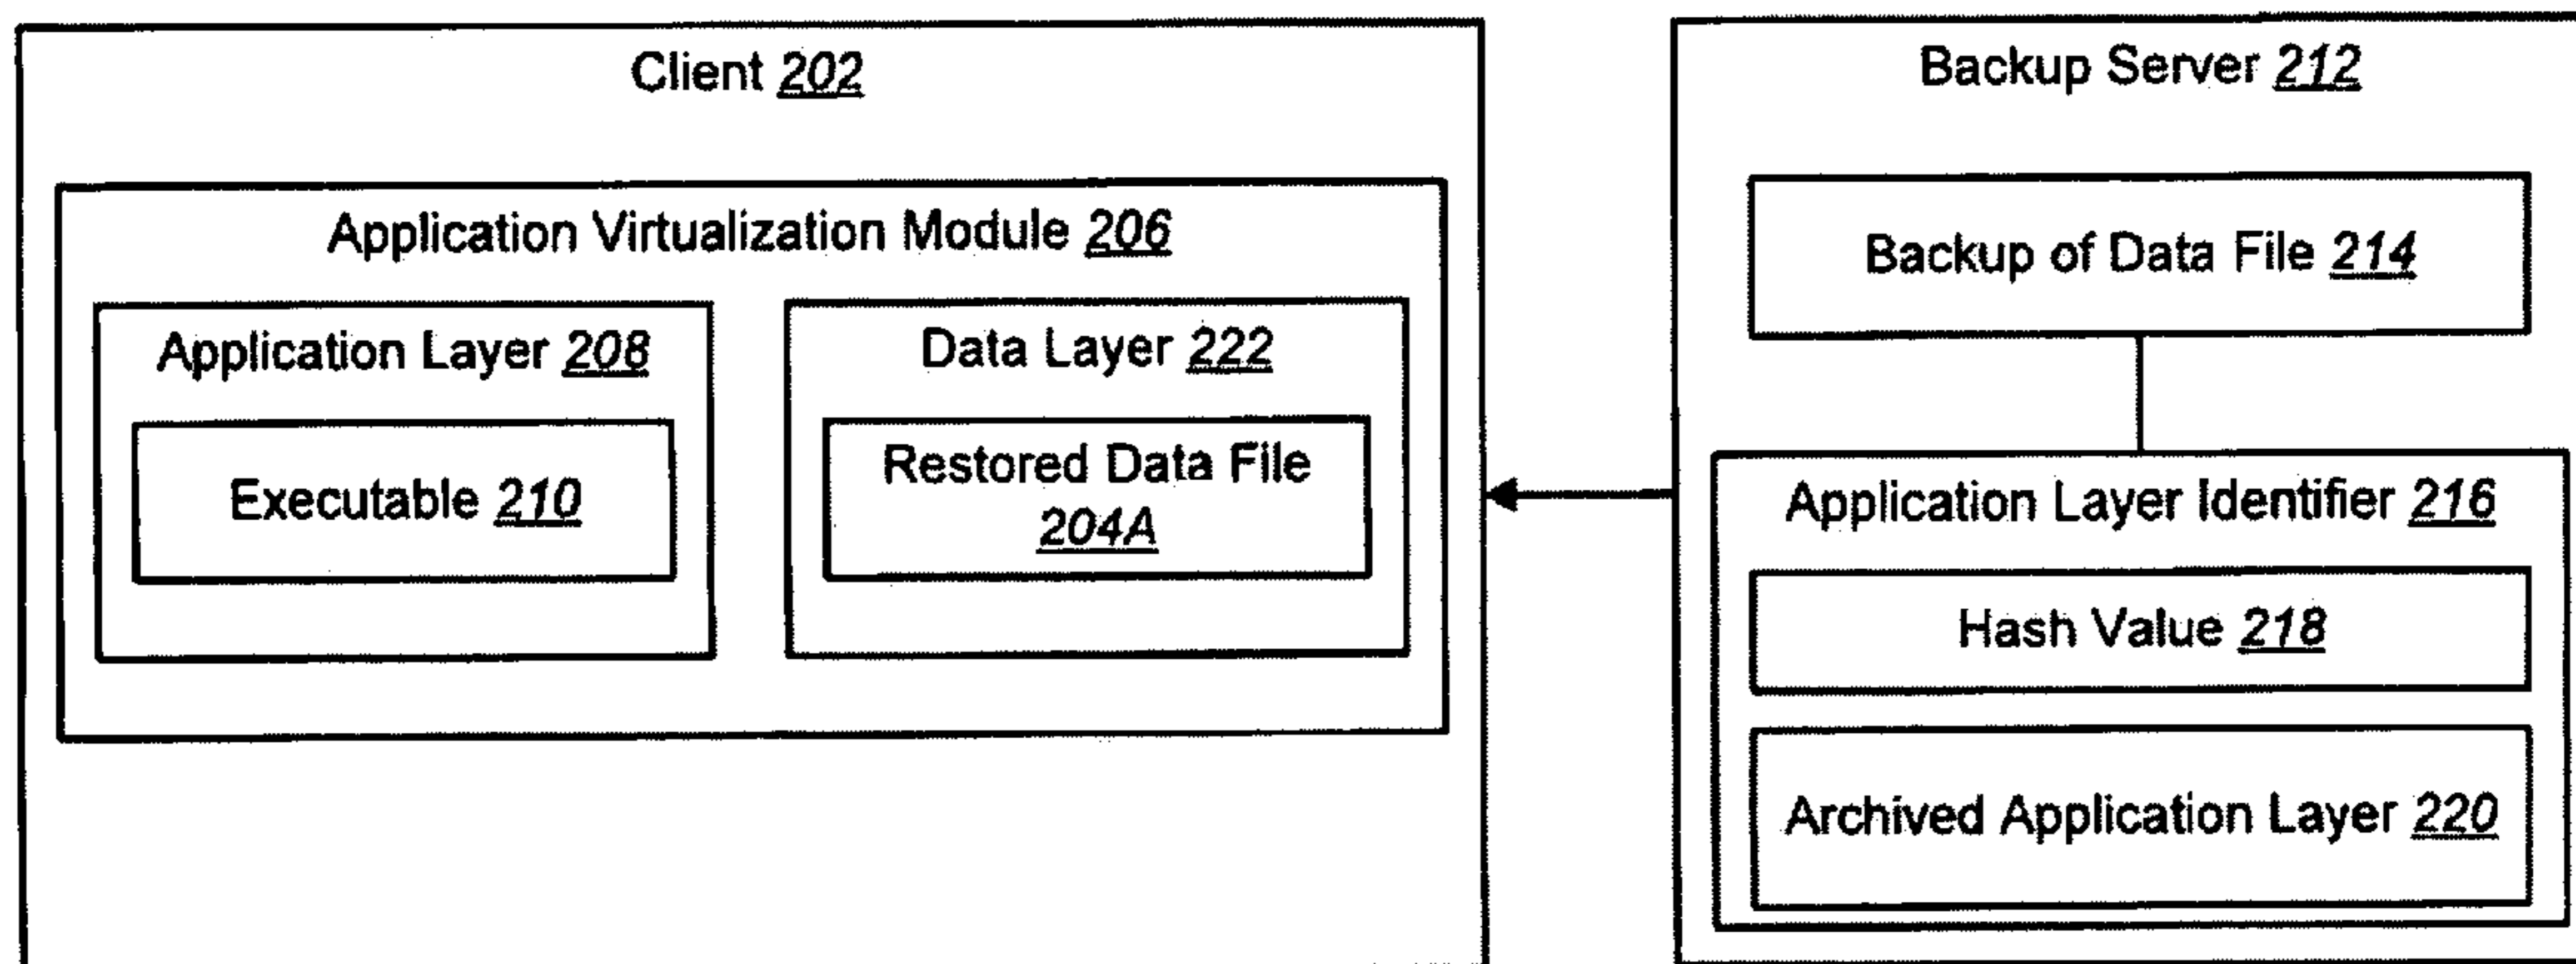 Client 202
Application Virtualization Module 206
Application Layer 208
Executable 210
Data Layer 222
Restored Data File
204A
Backup Server 212
Backup of Data File 214
Application Layer Identifier 216
Hash Value 218
Archived Application Layer 220